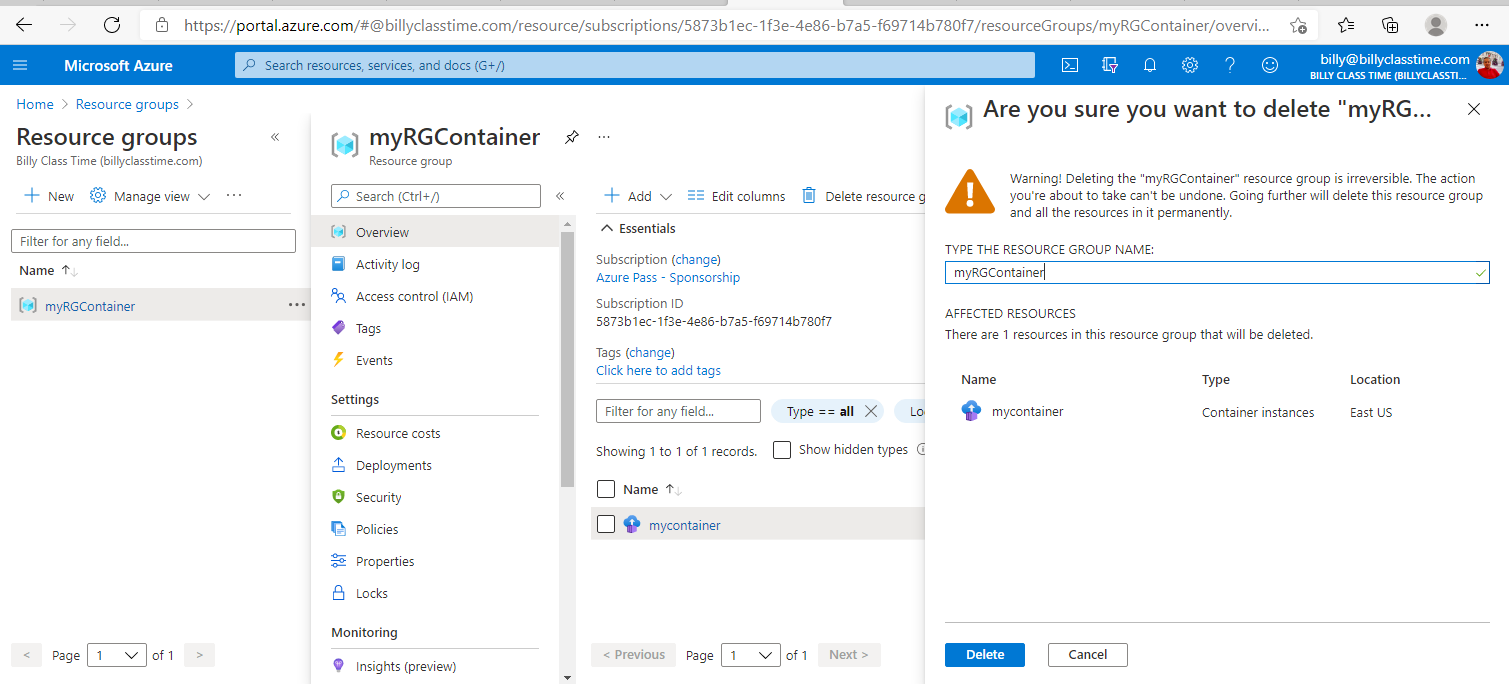 https://portal.azure.com/#@billyclasstime.com/resource/subscriptions/5873b1ec-1f3e-4e86-b7a5-f69714b780f7/resourceGroups/myRGContainer/overvi...
Microsoft Azure
Search resources, services, and docs (G+/)
billy@billyclasstime.com
BILLY CLASS TIME (BILLYCLASSTI...
Home > Resource groups >
Resource groups
Billy Class Time (billyclasstime.com)
+ New
Manage view
...
Filter for any field...
Name ↑↓
myRGContainer
...
< Page 1 of 1 >
myRGContainer
...
Resource group
Search (Ctrl+/)
«
Overview
Activity log
Access control (IAM)
Tags
Events
Settings
Resource costs
Deployments
Security
Policies
Properties
Locks
Monitoring
Insights (preview)
+ Add
Edit columns
Delete resource g
Essentials
Subscription (change)
Azure Pass - Sponsorship
Subscription ID
5873b1ec-1f3e-4e86-b7a5-f69714b780f7
Tags (change)
Click here to add tags
Filter for any field...
Type == all
Lo
Showing 1 to 1 of 1 records.
Show hidden types
Name ↑↓
mycontainer
< Previous Page 1 of 1 Next >
Are you sure you want to delete "myRG...
Warning! Deleting the "myRGContainer" resource group is irreversible. The action
you're about to take can't be undone. Going further will delete this resource group
and all the resources in it permanently.
TYPE THE RESOURCE GROUP NAME:
myRGContainer
AFFECTED RESOURCES
There are 1 resources in this resource group that will be deleted.
Name Type Location
mycontainer Container instances East US
Delete Cancel